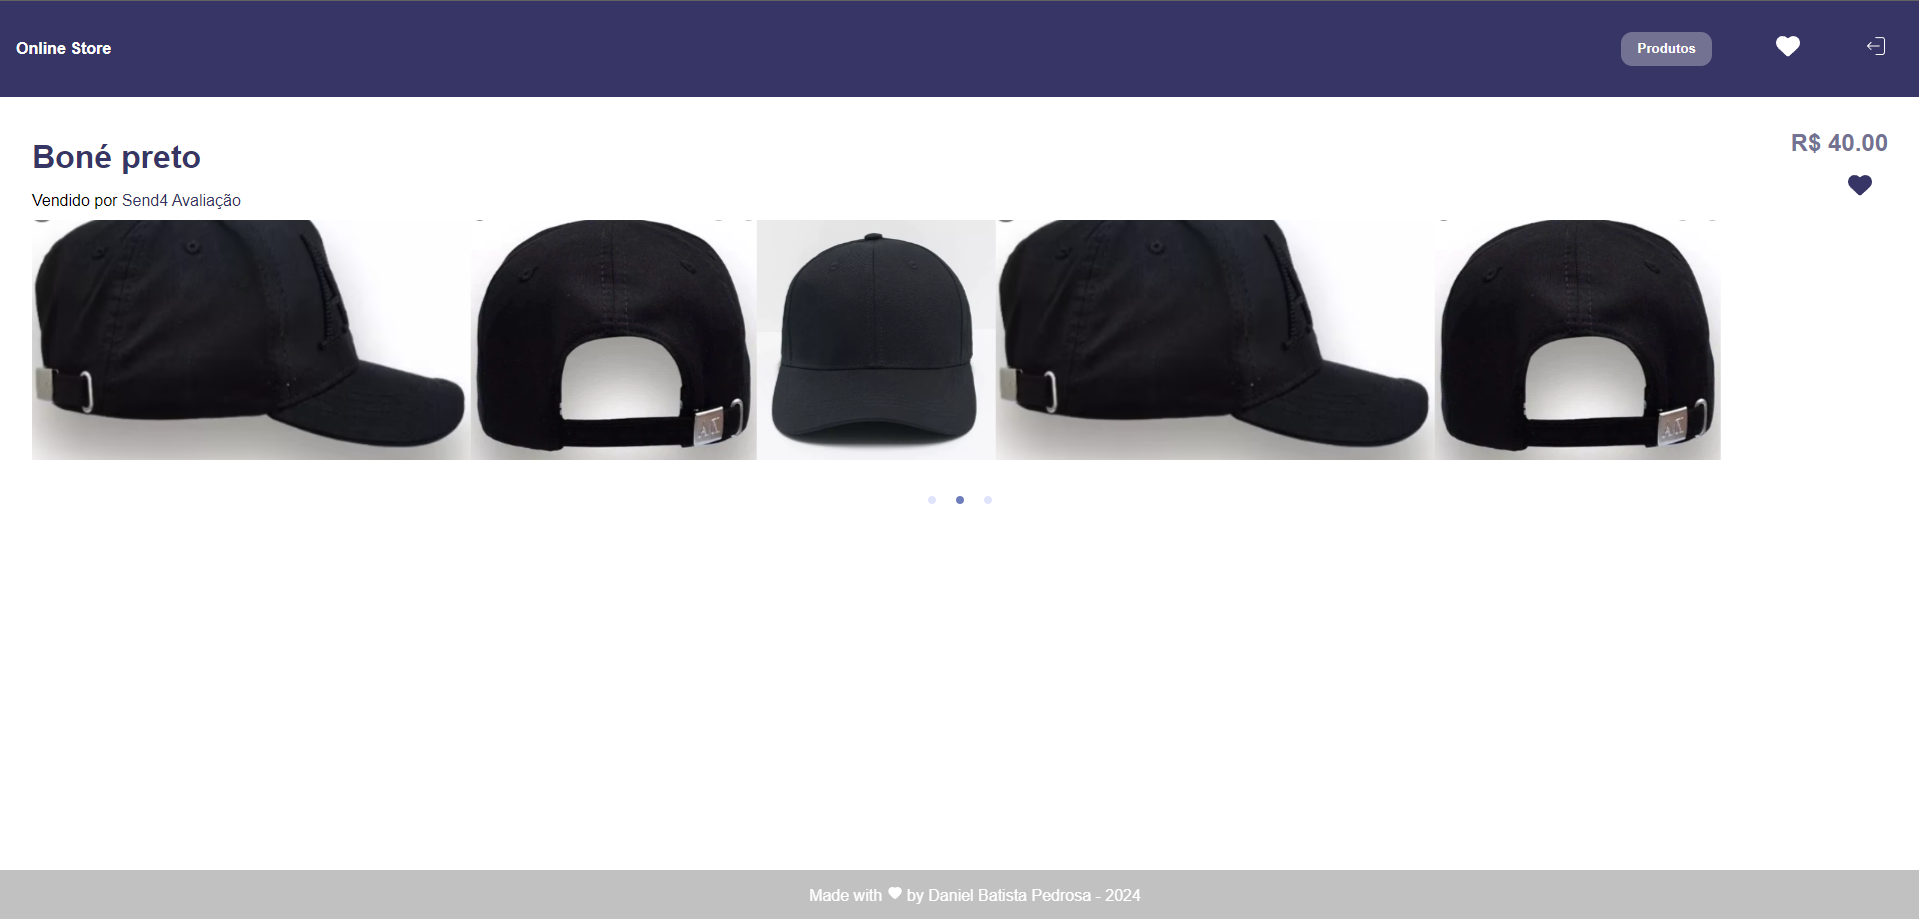 Online Store
Produtos
Boné preto
R$ 40.00
Vendido por Send4 Avaliação
Made with by Daniel Batista Pedrosa - 2024